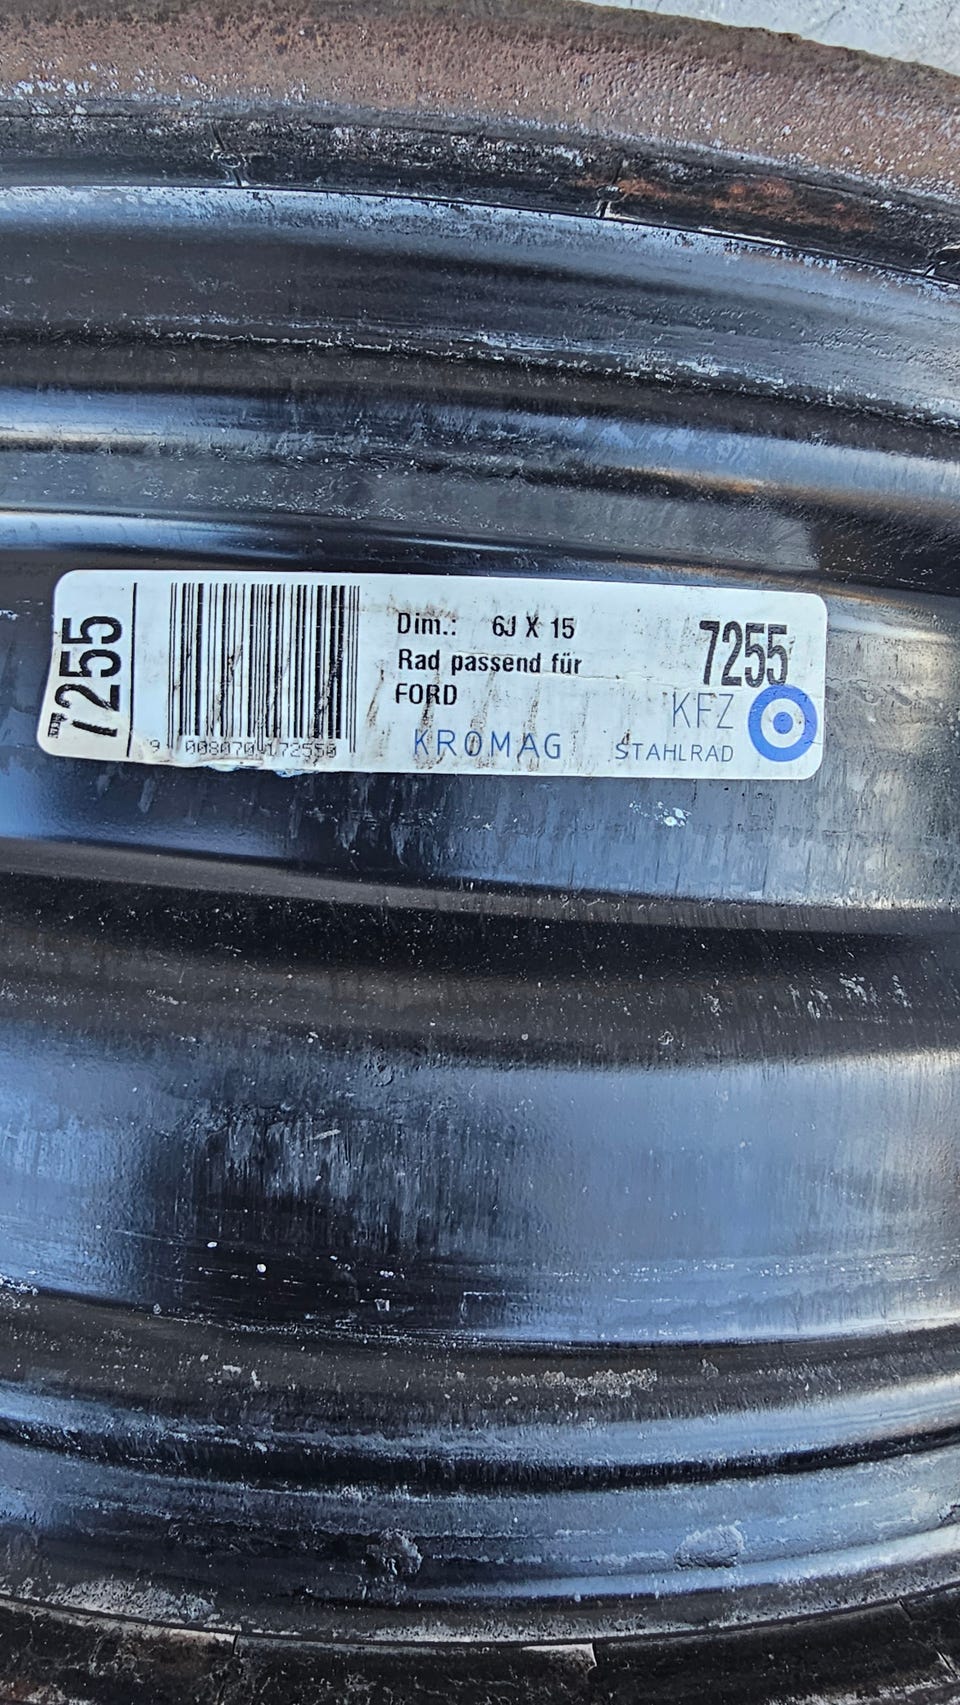 7255
9 008070 172550
Dim.: 6J X 15
Rad passend für
FORD
KROMAG
7255
KFZ
STAHLRAD